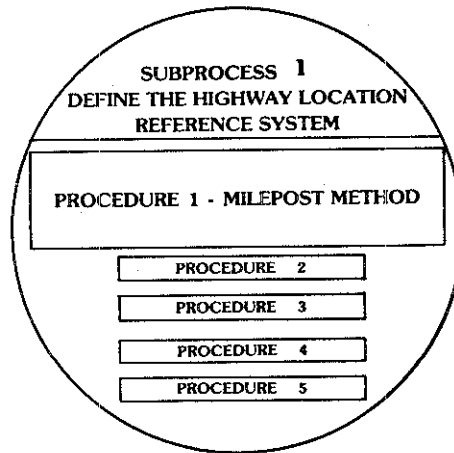 SUBPROCESS 1
DEFINE THE HIGHWAY LOCATION
REFERENCE SYSTEM
PROCEDURE 1 - MILEPOST METHOD
PROCEDURE 2
PROCEDURE 3
PROCEDURE 4
PROCEDURE 5